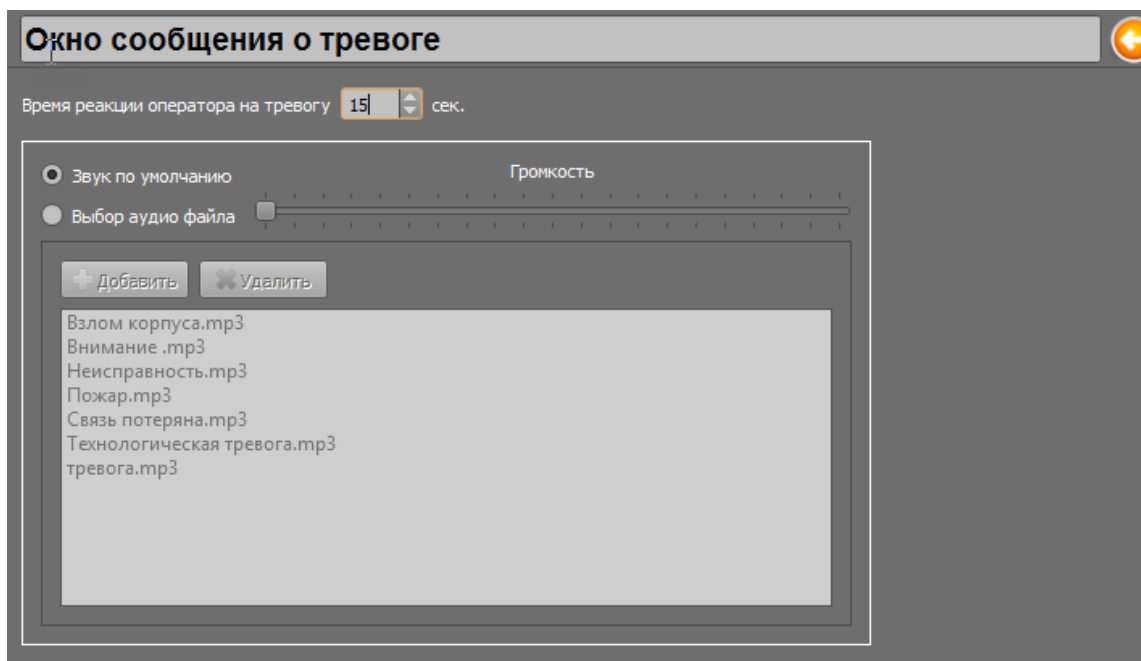 Окно сообщения о тревоге
Время реакции оператора на тревогу 15 сек.
Звук по умолчанию
Громкость
Выбор аудио файла
Добавить Удалить
Взлом корпуса.mp3
Внимание .mp3
Неисправность.mp3
Пожар.mp3
Связь потеряна.mp3
Технологическая тревога.mp3
тревога.mp3